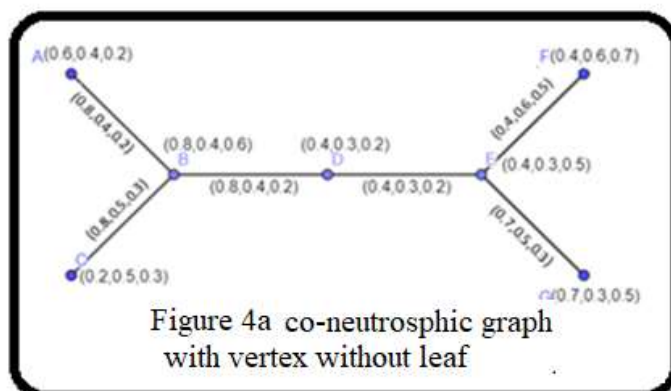 A(0.6,0.4,0.2)
F(0.4,0.6,0.7)
(0.8,0.4,0.2)
(0.4,0.6,0.5)
(0.8,0.4,0.6)
(0.4,0.3,0.2)
B
D
E
(0.4,0.3,0.5)
(0.8,0.4,0.2)
(0.4,0.3,0.2)
(0.8,0.5,0.3)
(0.7,0.5,0.3)
C
(0.2,0.5,0.3)
(0.7,0.3,0.5)
Figure 4a co-neutrosphic graph
with vertex without leaf